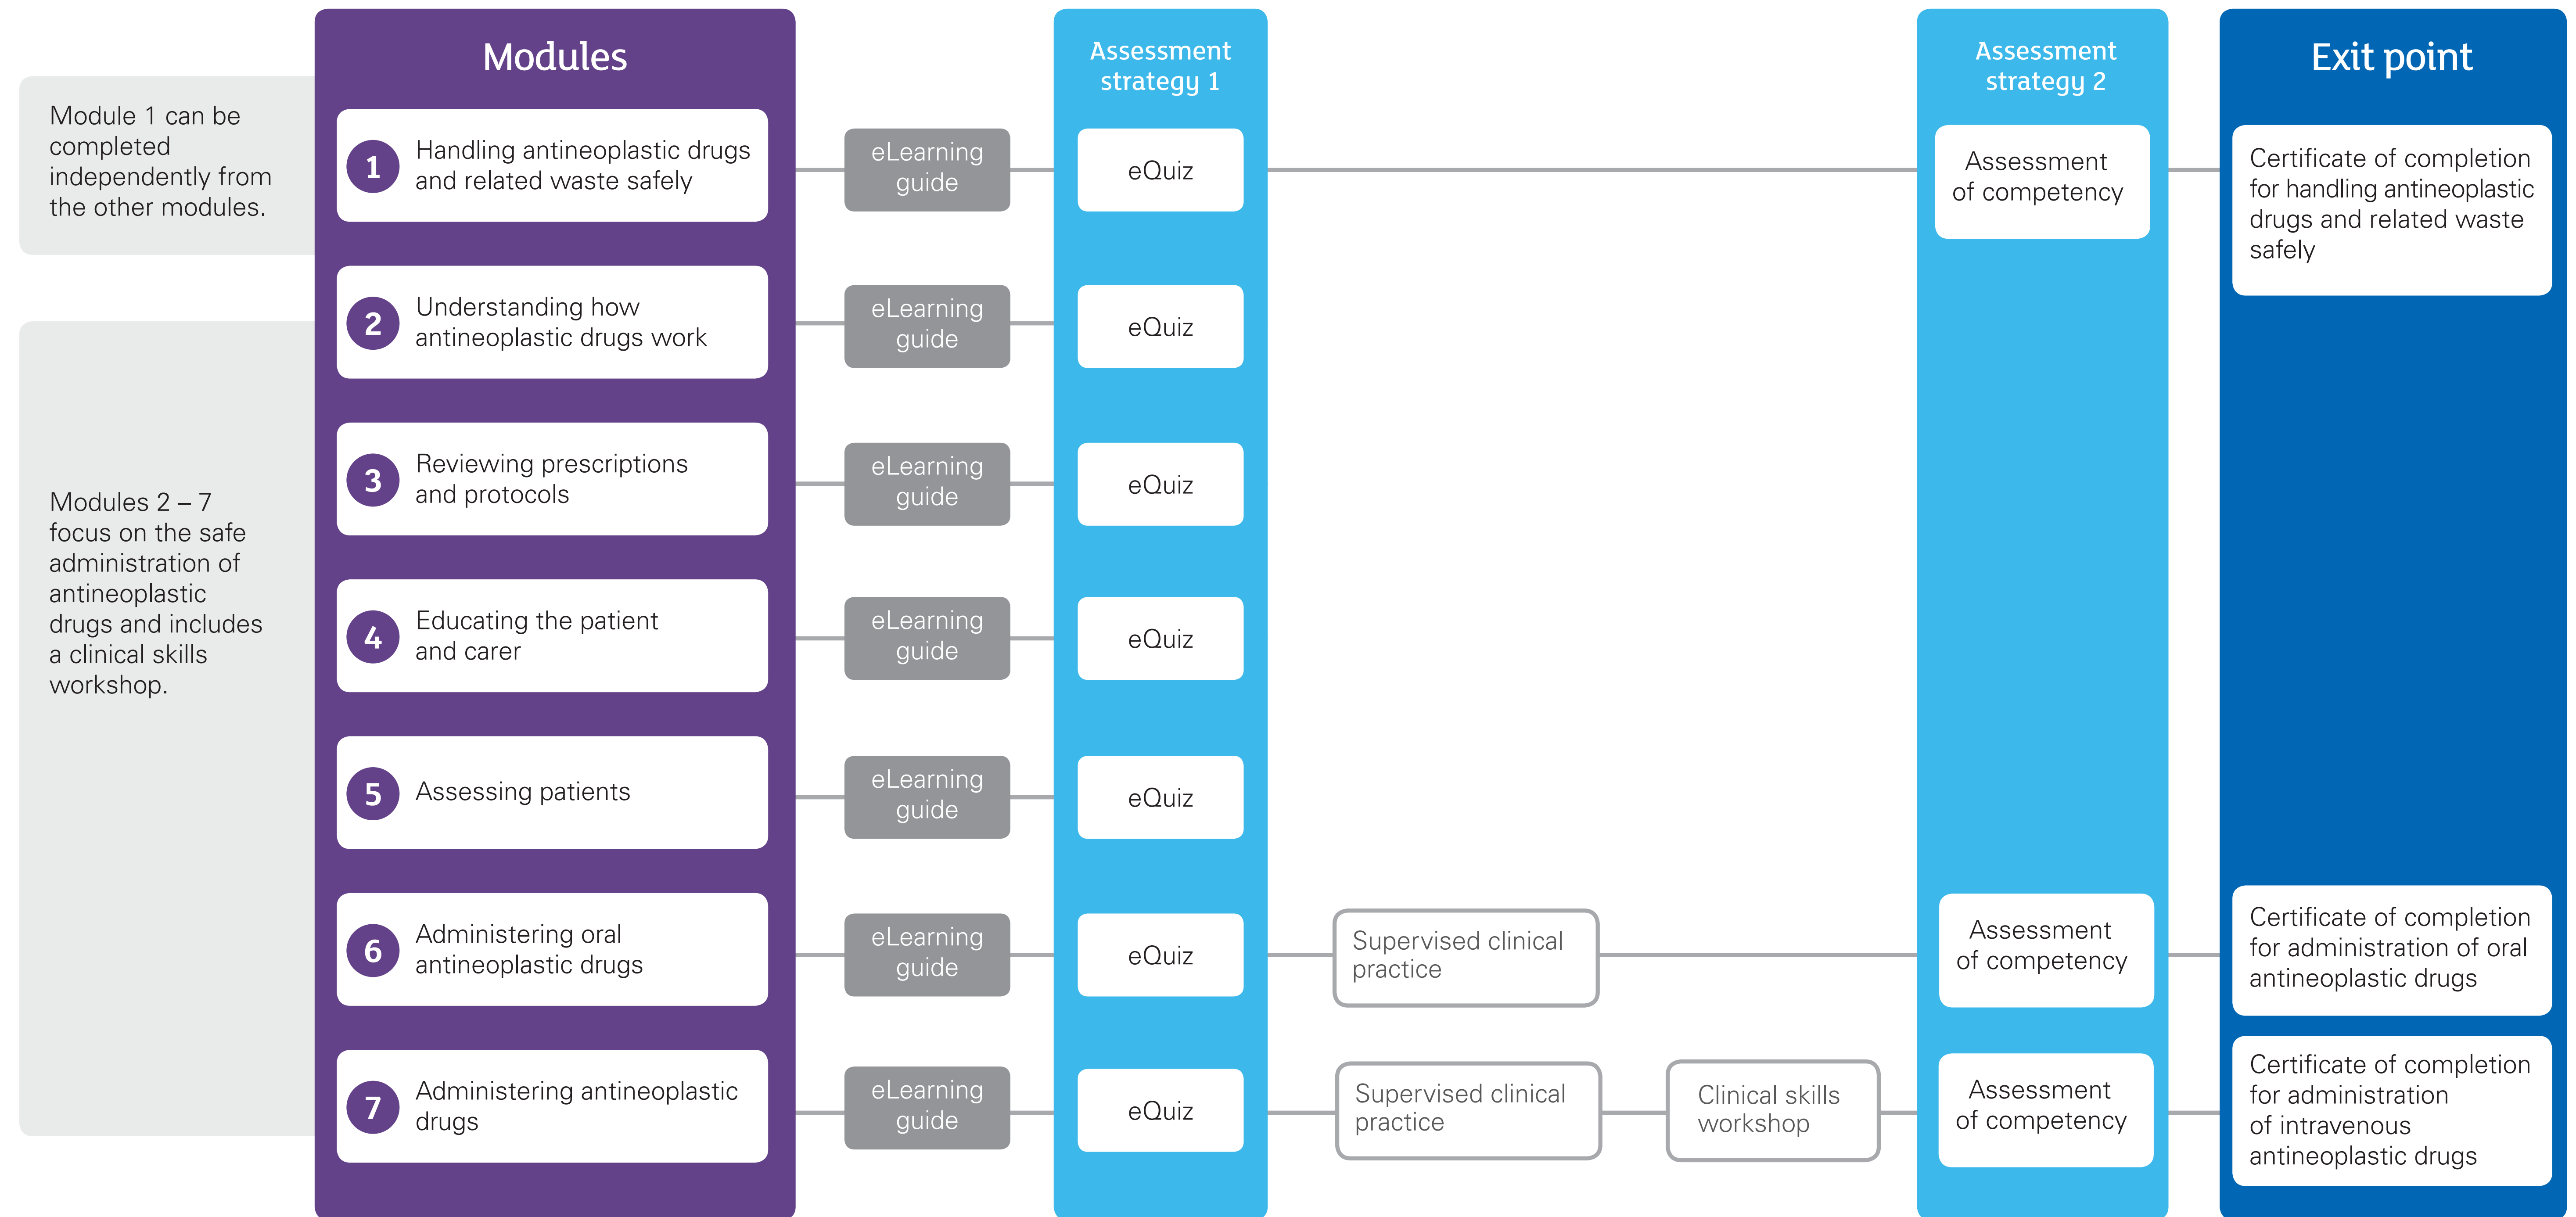 Modules
Assessment
strategy 1
Assessment
strategy 2
Exit point
Module 1 can be
completed
independently from
the other modules.
1
Handling antineoplastic drugs
and related waste safely
eLearning
guide
eQuiz
Assessment
of competency
Certificate of completion
for handling antineoplastic
drugs and related waste
safely
Modules 2 – 7
focus on the safe
administration of
antineoplastic
drugs and includes
a clinical skills
workshop.
2
Understanding how
antineoplastic drugs work
eLearning
guide
eQuiz
3
Reviewing prescriptions
and protocols
eLearning
guide
eQuiz
4
Educating the patient
and carer
eLearning
guide
eQuiz
5
Assessing patients
eLearning
guide
eQuiz
6
Administering oral
antineoplastic drugs
eLearning
guide
eQuiz
Supervised clinical
practice
Assessment
of competency
Certificate of completion
for administration of oral
antineoplastic drugs
7
Administering antineoplastic
drugs
eLearning
guide
eQuiz
Supervised clinical
practice
Clinical skills
workshop
Assessment
of competency
Certificate of completion
for administration
of intravenous
antineoplastic drugs